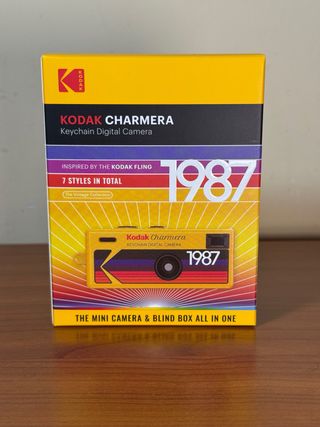 KODAK
KODAK CHARMERA
Keychain Digital Camera
INSPIRED BY THE KODAK FLING
1987
7 STYLES IN TOTAL
The Vintage Collection
Kodak Charmera
KEYCHAIN DIGITAL CAMERA
1987
THE MINI CAMERA & BLIND BOX ALL IN ONE